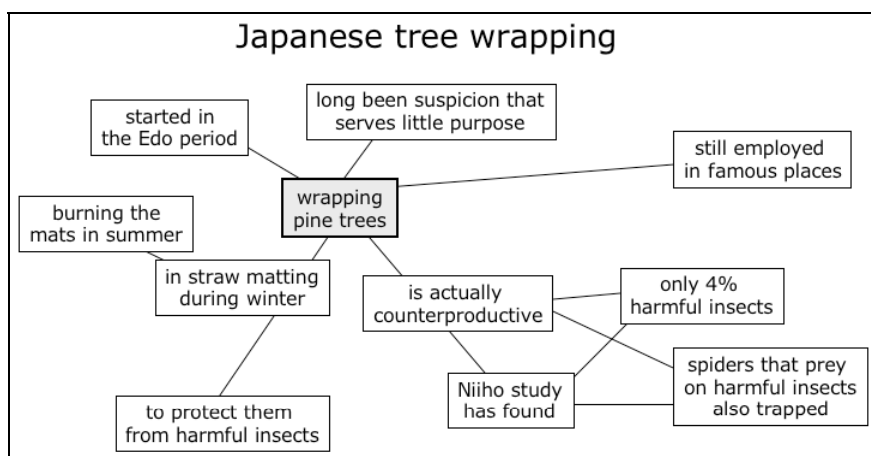 Japanese tree wrapping
started in
the Edo period
long been suspicion that
serves little purpose
still employed
in famous places
wrapping
pine trees
burning the
mats in summer
in straw matting
during winter
is actually
counterproductive
only 4%
harmful insects
to protect them
from harmful insects
Niiho study
has found
spiders that prey
on harmful insects
also trapped